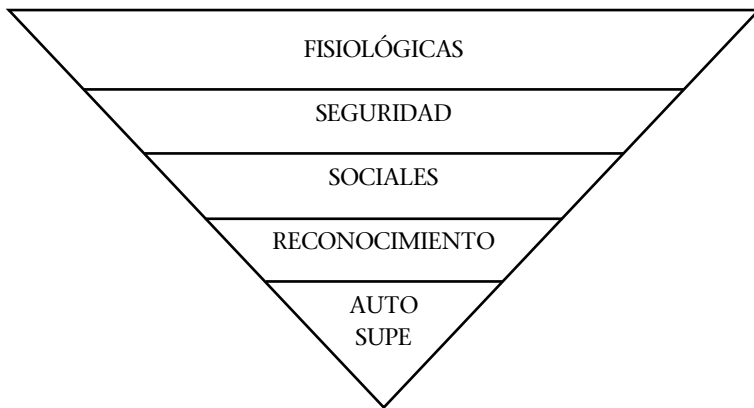 FISIOLÓGICAS
SEGURIDAD
SOCIALES
RECONOCIMIENTO
AUTO
SUPE